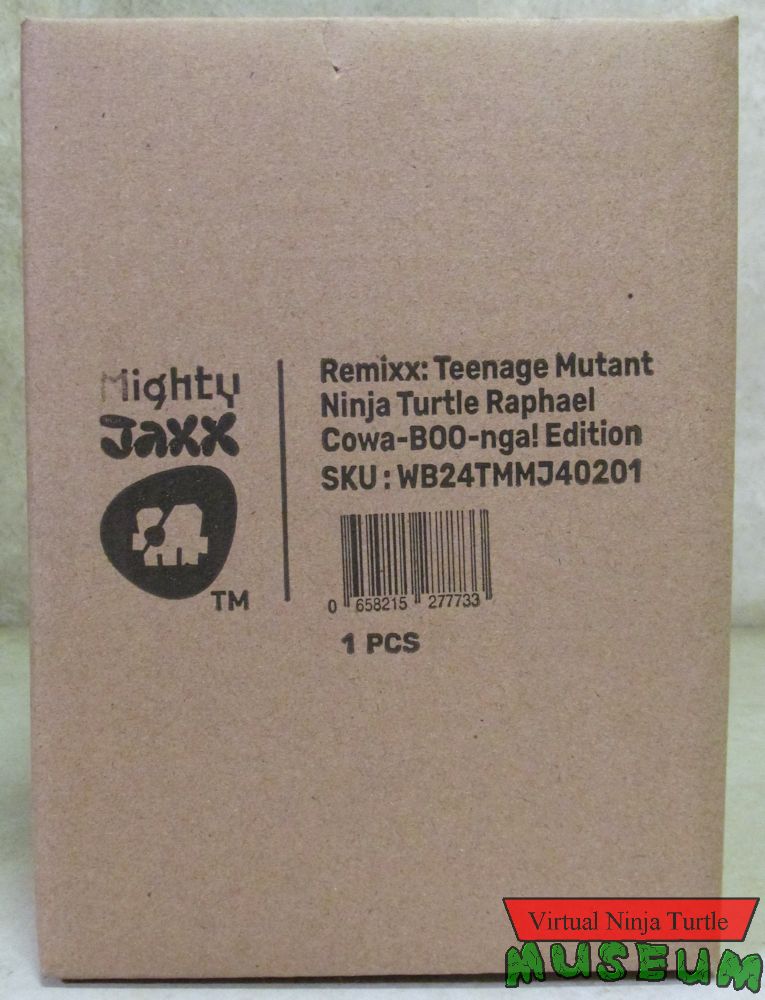 Mighty
Jaxx
TM
Remixx: Teenage Mutant
Ninja Turtle Raphael
Cowa-BOO-nga! Edition
SKU : WB24TMMJ40201
0 658215 277733
1 PCS
Virtual Ninja Turtle
MUSEUM